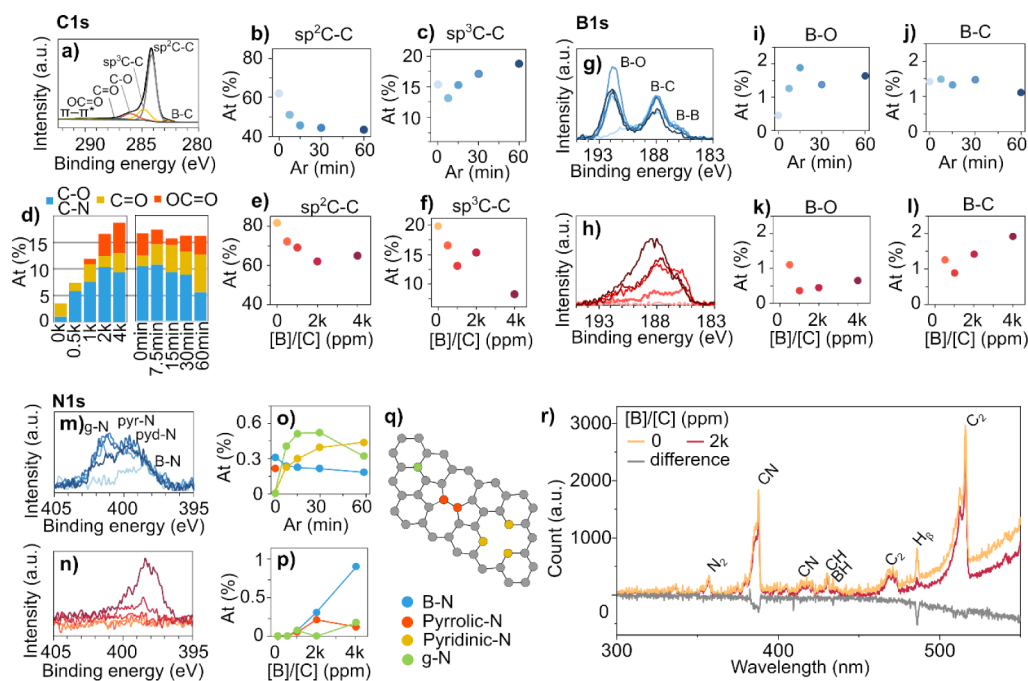 C1s
B1s
a)
Intensity (a.u.)
sp²C-C
sp³C-C
C-O
C=O
OC=O
π-π*
B-C
290 285 280
Binding energy (eV)
b) sp²C-C
At (%)
80
60
40
0 30 60
Ar (min)
c) sp³C-C
At (%)
20
15
10
0 30 60
Ar (min)
g)
Intensity (a.u.)
B-O
B-C
B-B
193 188 183
Binding energy (eV)
i) B-O
At (%)
2
1
0
0 30 60
Ar (min)
j) B-C
At (%)
2
1
0
0 30 60
Ar (min)
C-O
C-N
C=O
OC=O
d)
At (%)
15
10
5
0
0k 0.5k 1k 2k 4k 0min 7.5min 15min 30min 60min
e) sp²C-C
At (%)
80
60
40
0 2k 4k
[B]/[C] (ppm)
f) sp³C-C
At (%)
20
15
10
0 2k 4k
[B]/[C] (ppm)
h)
Intensity (a.u.)
193 188 183
Binding energy (eV)
k) B-O
At (%)
2
1
0
0 2k 4k
[B]/[C] (ppm)
l) B-C
At (%)
2
1
0
0 2k 4k
[B]/[C] (ppm)
N1s
m)
Intensity (a.u.)
g-N
pyr-N
pyd-N
B-N
405 400 395
Binding energy (eV)
o)
At (%)
0.6
0.3
0
0 30 60
Ar (min)
n)
Intensity (a.u.)
405 400 395
Binding energy (eV)
p)
At (%)
1
0.5
0
0 2k 4k
[B]/[C] (ppm)
q)
B-N
Pyrrolic-N
Pyridinic-N
g-N
r)
[B]/[C] (ppm)
0 2k
difference
Count (a.u.)
3000
2000
1000
0
0
N₂
CN
CN
CH
BH
C₂
Hβ
C₂
300 400 500
Wavelength (nm)